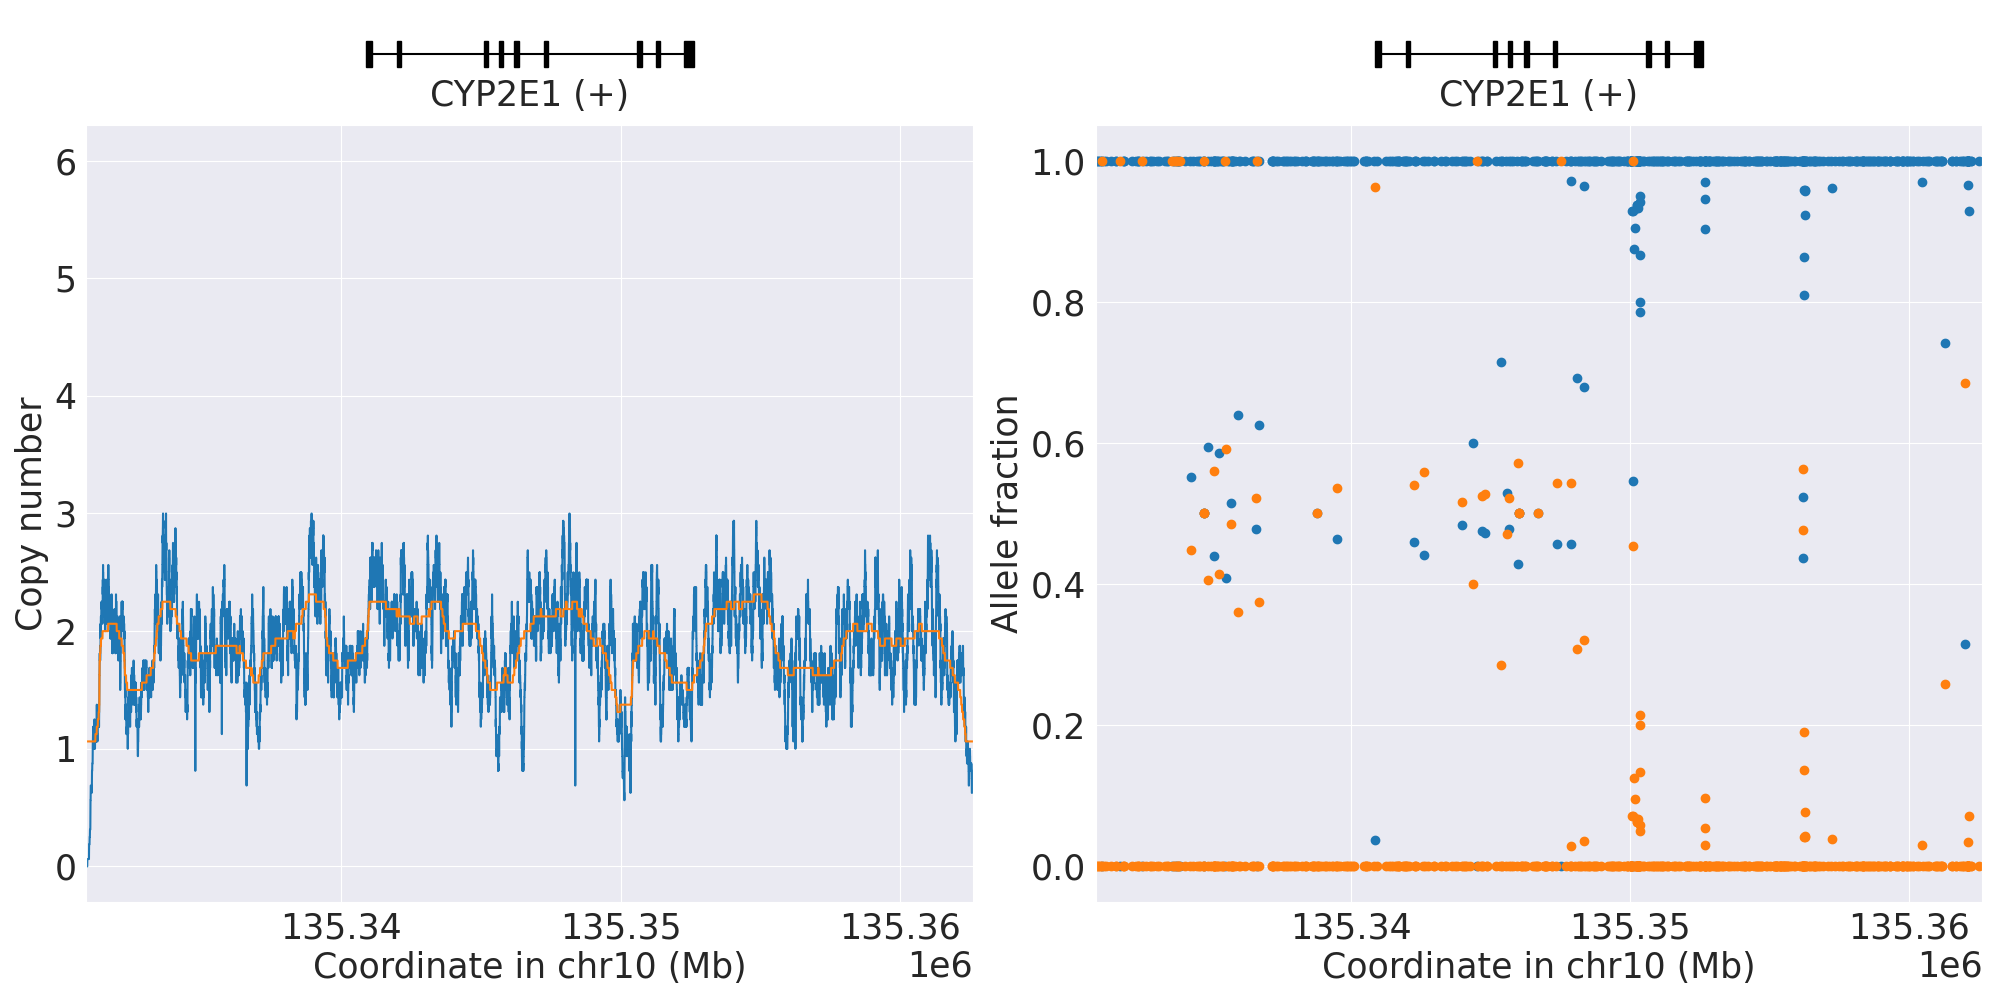 CYP2E1 (+)
6
5
4
3
2
1
0
Copy number
135.34
135.35
135.36
Coordinate in chr10 (Mb)
1e6
CYP2E1 (+)
1.0
0.8
0.6
0.4
0.2
0.0
Allele fraction
135.34
135.35
135.36
Coordinate in chr10 (Mb)
1e6